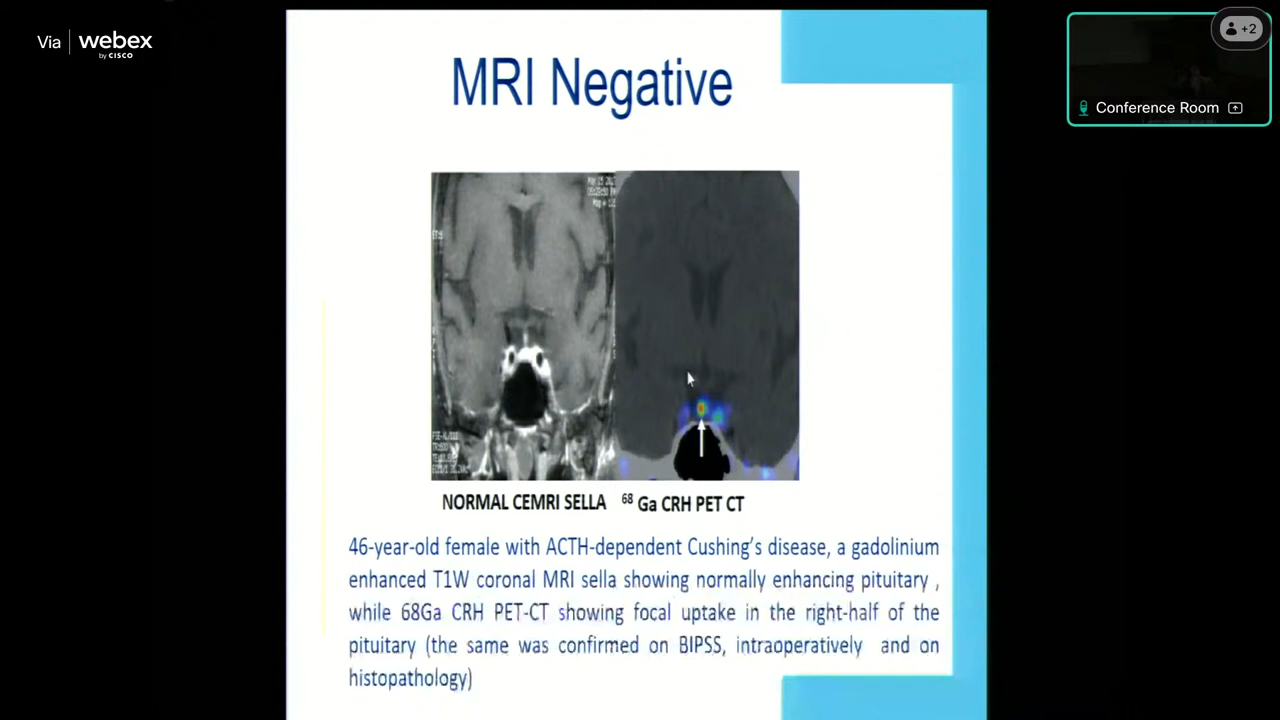 Via webex
by CISCO
+2
Conference Room
MRI Negative
NORMAL CEMRI SELLA
68 Ga CRH PET CT
46-year-old female with ACTH-dependent Cushing's disease, a gadolinium
enhanced T1W coronal MRI sella showing normally enhancing pituitary ,
while 68Ga CRH PET-CT showing focal uptake in the right-half of the
pituitary (the same was confirmed on BIPSS, intraoperatively and on
histopathology)